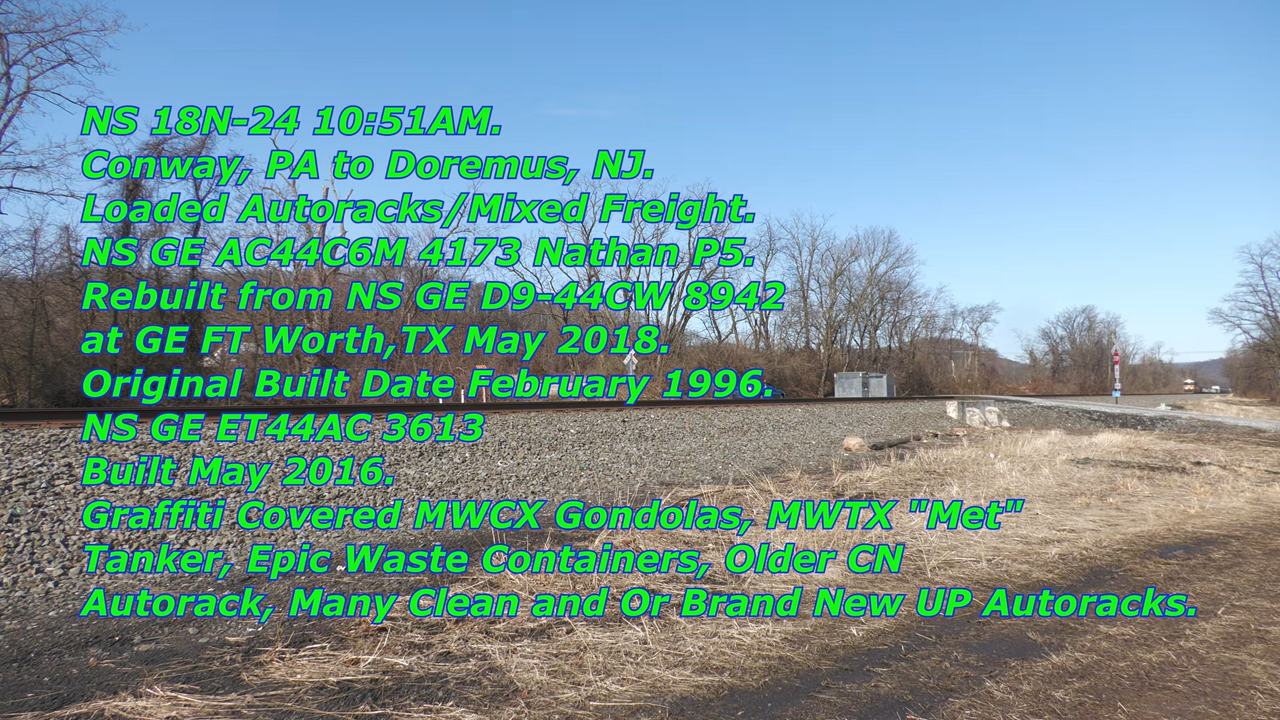 NS 18N-24 10:51AM.
Conway, PA to Doremus, NJ.
Loaded Autoracks/Mixed Freight.
NS GE AC44C6M 4173 Nathan P5.
Rebuilt from NS GE D9-44CW 8942
at GE FT Worth,TX May 2018.
Original Built Date February 1996.
NS GE ET44AC 3613
Built May 2016.
Graffiti Covered MWCX Gondolas, MWTX "Met"
Tanker, Epic Waste Containers, Older CN
Autorack, Many Clean and Or Brand New UP Autoracks.